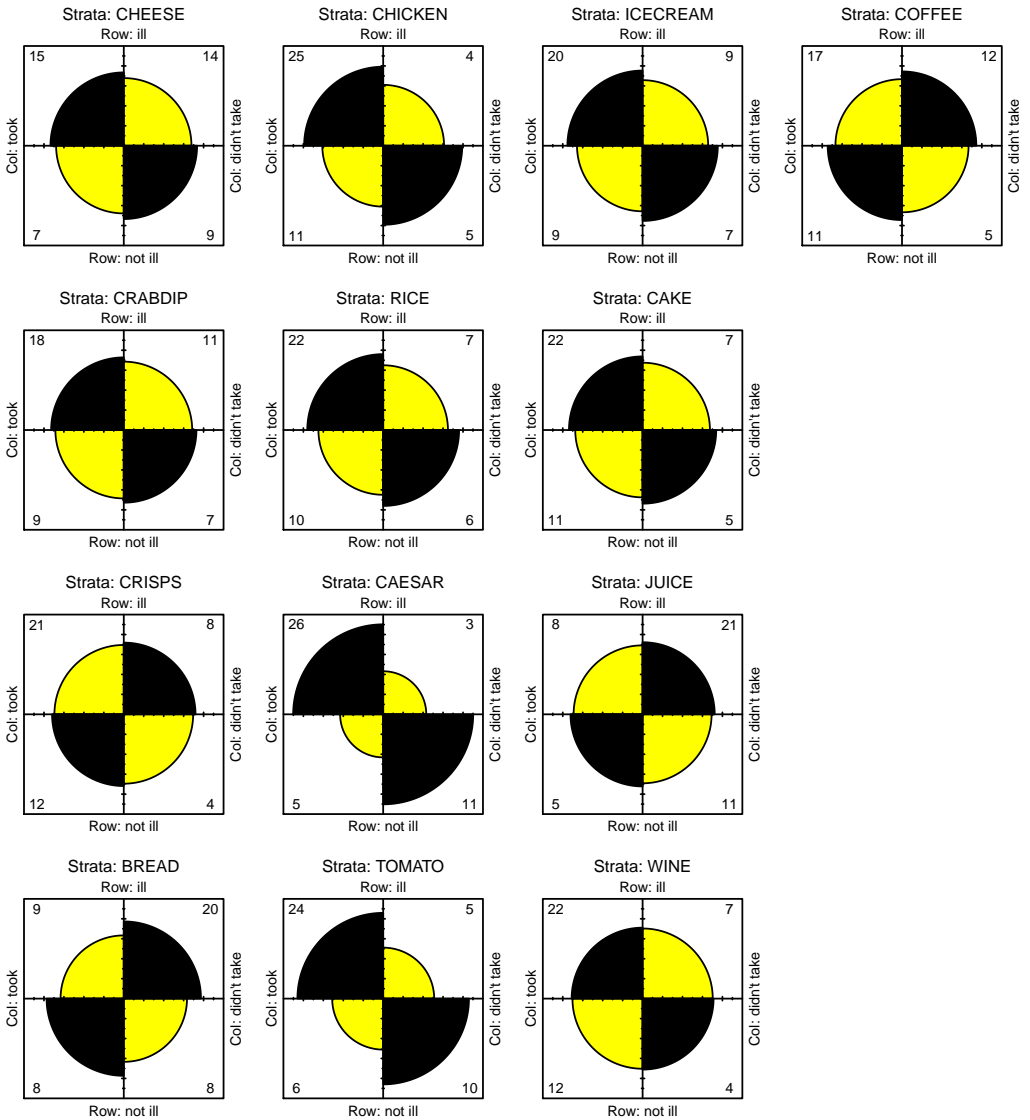 Strata: CHEESE
Row: ill
15 14
Col: took
Col: didn't take
7 9
Row: not ill
Strata: CHICKEN
Row: ill
25 4
Col: didn't take
11 5
Row: not ill
Strata: ICECREAM
Row: ill
20 9
Col: didn't take
9 7
Row: not ill
Strata: COFFEE
Row: ill
17 12
Col: took
Col: didn't take
11 5
Row: not ill
Strata: CRABDIP
Row: ill
18 11
Col: took
Col: didn't take
9 7
Row: not ill
Strata: RICE
Row: ill
22 7
Col: took
Col: didn't take
10 6
Row: not ill
Strata: CAKE
Row: ill
22 7
Col: took
Col: didn't take
11 5
Row: not ill
Strata: CRISPS
Row: ill
21 8
Col: took
Col: didn't take
12 4
Row: not ill
Strata: CAESAR
Row: ill
26 3
Col: took
Col: didn't take
5 11
Row: not ill
Strata: JUICE
Row: ill
8 21
Col: took
Col: didn't take
5 11
Row: not ill
Strata: BREAD
Row: ill
9 20
Col: took
Col: didn't take
8 8
Row: not ill
Strata: TOMATO
Row: ill
24 5
Col: took
Col: didn't take
6 10
Row: not ill
Strata: WINE
Row: ill
22 7
Col: took
Col: didn't take
12 4
Row: not ill